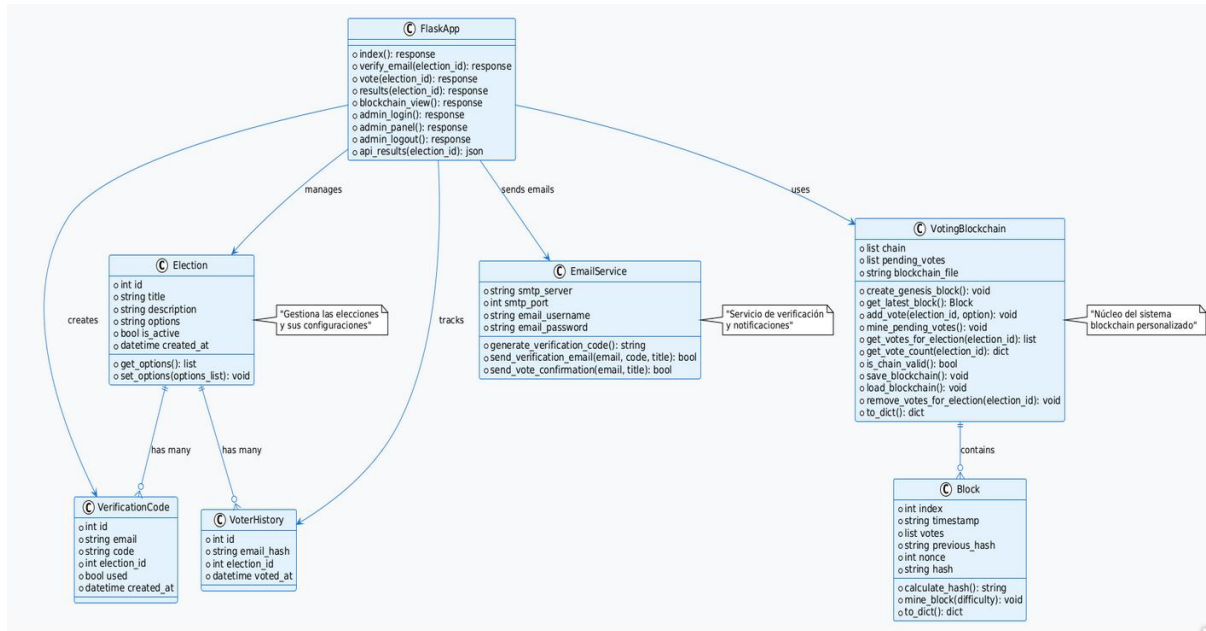 C FlaskApp
index(): response
verify_email(election_id): response
vote(election_id): response
results(election_id): response
blockchain_view(): response
admin_login(): response
admin_panel(): response
admin_logout(): response
api_results(election_id): json
manages
sends emails
uses
creates
tracks
C Election
int id
string title
string description
string options
bool is_active
datetime created_at
get_options(): list
set_options(options_list): void
"Gestiona las elecciones
y sus configuraciones"
C EmailService
string smtp_server
int smtp_port
string email_username
string email_password
generate_verification_code(): string
send_verification_email(email, code, title): bool
send_vote_confirmation(email, title): bool
"Servicio de verificación
y notificaciones"
C VotingBlockchain
list chain
list pending_votes
string blockchain_file
create_genesis_block(): void
get_latest_block(): Block
add_vote(election_id, option): void
mine_pending_votes(): void
get_votes_for_election(election_id): list
get_vote_count(election_id): dict
is_chain_valid(): bool
save_blockchain(): void
load_blockchain(): void
remove_votes_for_election(election_id): void
to_dict(): dict
"Núcleo del sistema
blockchain personalizado"
has many
has many
contains
C VerificationCode
int id
string email
string code
int election_id
bool used
datetime created_at
C VoterHistory
int id
string email_hash
int election_id
datetime voted_at
C Block
int index
string timestamp
list votes
string previous_hash
int nonce
string hash
calculate_hash(): string
mine_block(difficulty): void
to_dict(): dict